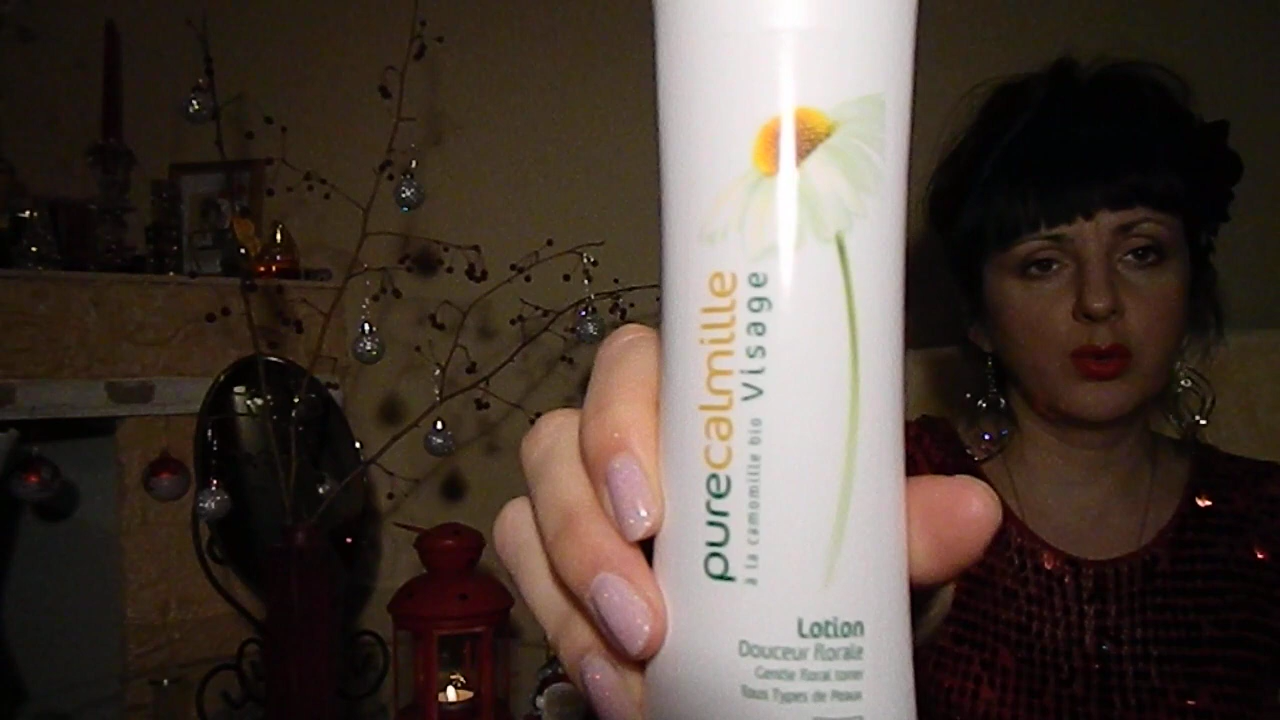 purecalmille
à la camomille bio Visage
Lotion
Douceur florale
Gentle floral toner
Tous Types de Peaux